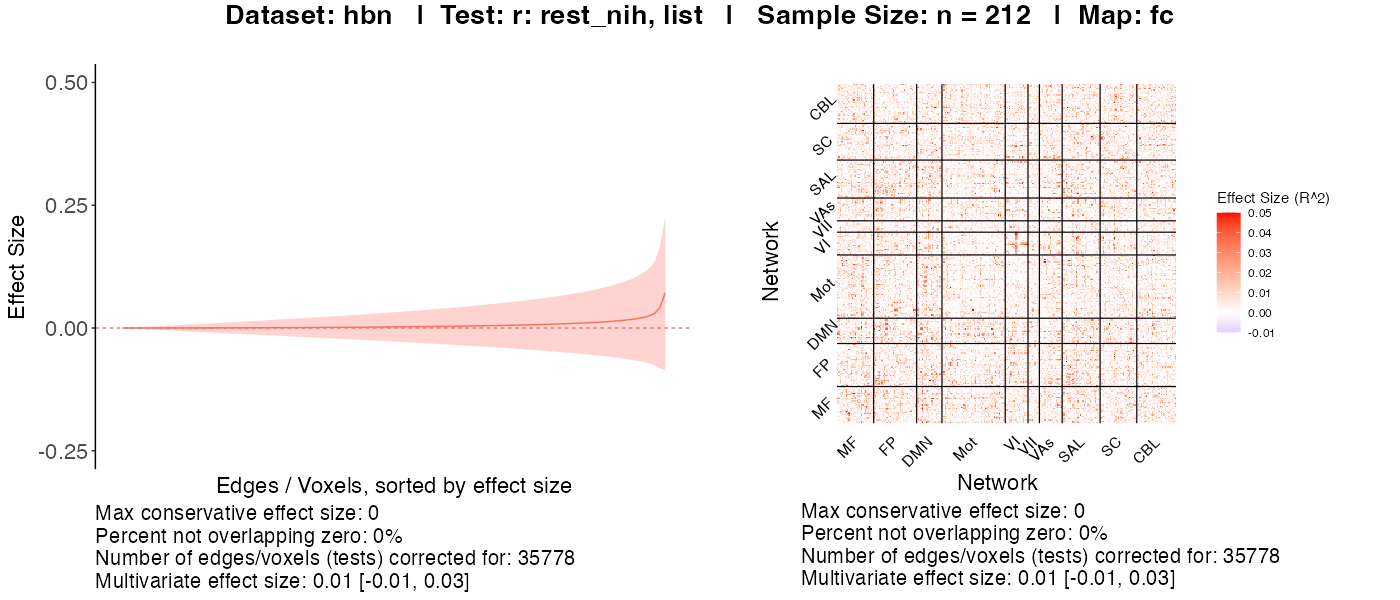 Dataset: hbn | Test: r: rest_nih, list | Sample Size: n = 212 | Map: fc
0.50
0.25
0.00
-0.25
Effect Size
Edges / Voxels, sorted by effect size
Max conservative effect size: 0
Percent not overlapping zero: 0%
Number of edges/voxels (tests) corrected for: 35778
Multivariate effect size: 0.01 [-0.01, 0.03]
Network
CBL
SC
SAL
VAs
VII
VI
Mot
DMN
FP
MF
MF
FP
DMN
Mot
VI
VII
VAs
SAL
SC
CBL
Network
Effect Size (R^2)
0.05
0.04
0.03
0.02
0.01
0.00
-0.01
Max conservative effect size: 0
Percent not overlapping zero: 0%
Number of edges/voxels (tests) corrected for: 35778
Multivariate effect size: 0.01 [-0.01, 0.03]